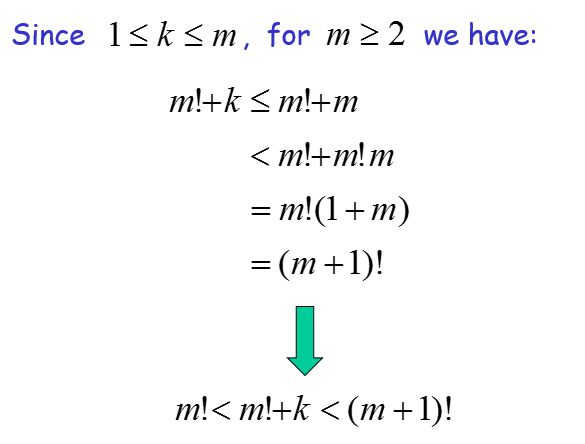 Since 1 ≤ k ≤ m, for m ≥ 2 we have:
m!+k ≤ m!+m
< m!+m!m
= m!(1+m)
= (m+1)!
m!< m!+k < (m+1)!